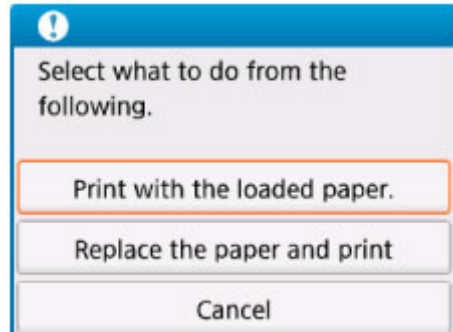 Select what to do from the
following.
Print with the loaded paper.
Replace the paper and print
Cancel